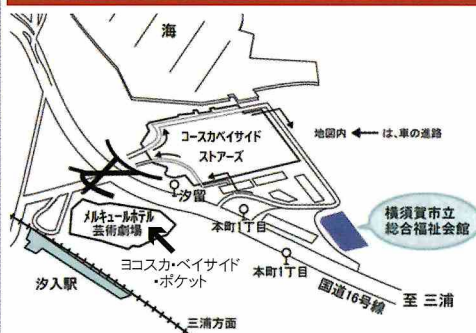 海
コースカベイサイド
ストアーズ
地図内 ← は、車の進路
汐留
本町1丁目
メルキュールホテル
芸術劇場
横須賀市立
総合福祉会館
ヨコスカ・ベイサイド
・ポケット
本町1丁目
汐入駅
国道16号線
至 三浦
三浦方面